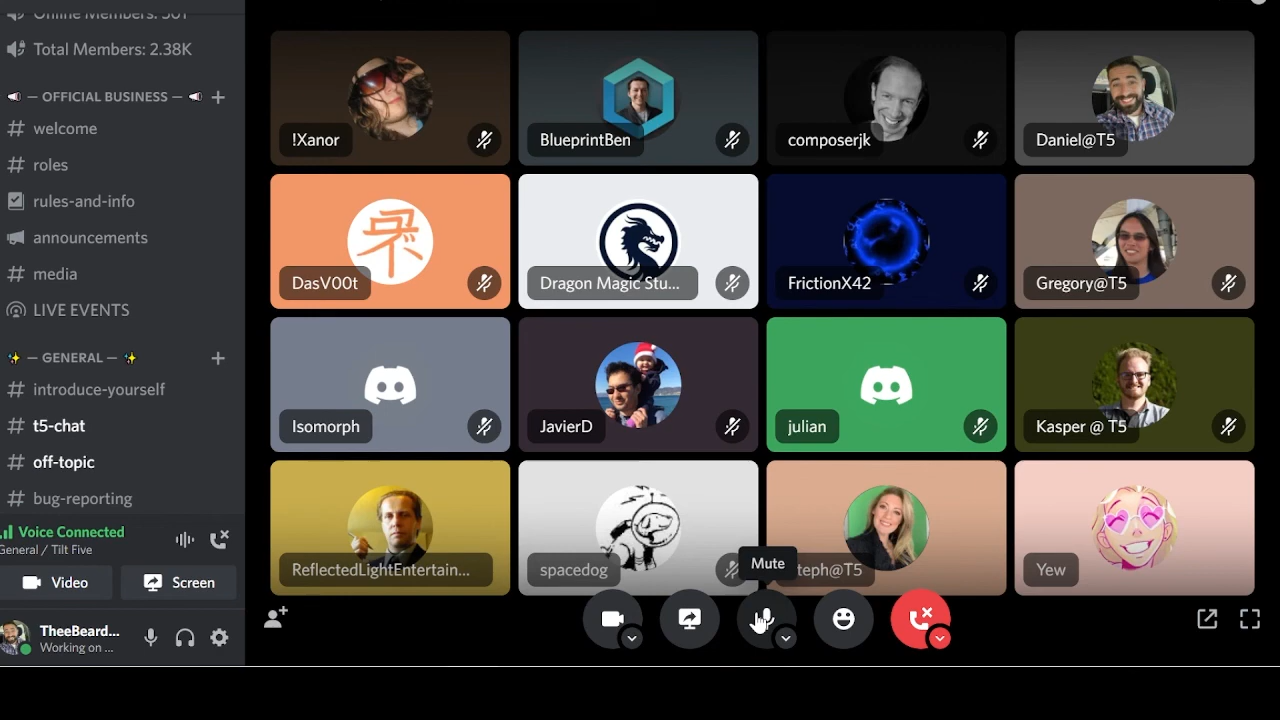 Online Members: 301
Total Members: 2.38K
— OFFICIAL BUSINESS —
welcome
roles
rules-and-info
announcements
media
LIVE EVENTS
— GENERAL —
introduce-yourself
t5-chat
off-topic
bug-reporting
Voice Connected
General / Tilt Five
Video
Screen
TheeBeard...
Working on ...
!Xanor
BlueprintBen
composerjk
Daniel@T5
DasV00t
Dragon Magic Stu...
FrictionX42
Gregory@T5
Isomorph
JavierD
julian
Kasper @ T5
ReflectedLightEntertain...
spacedog
teph@T5
Yew
Mute